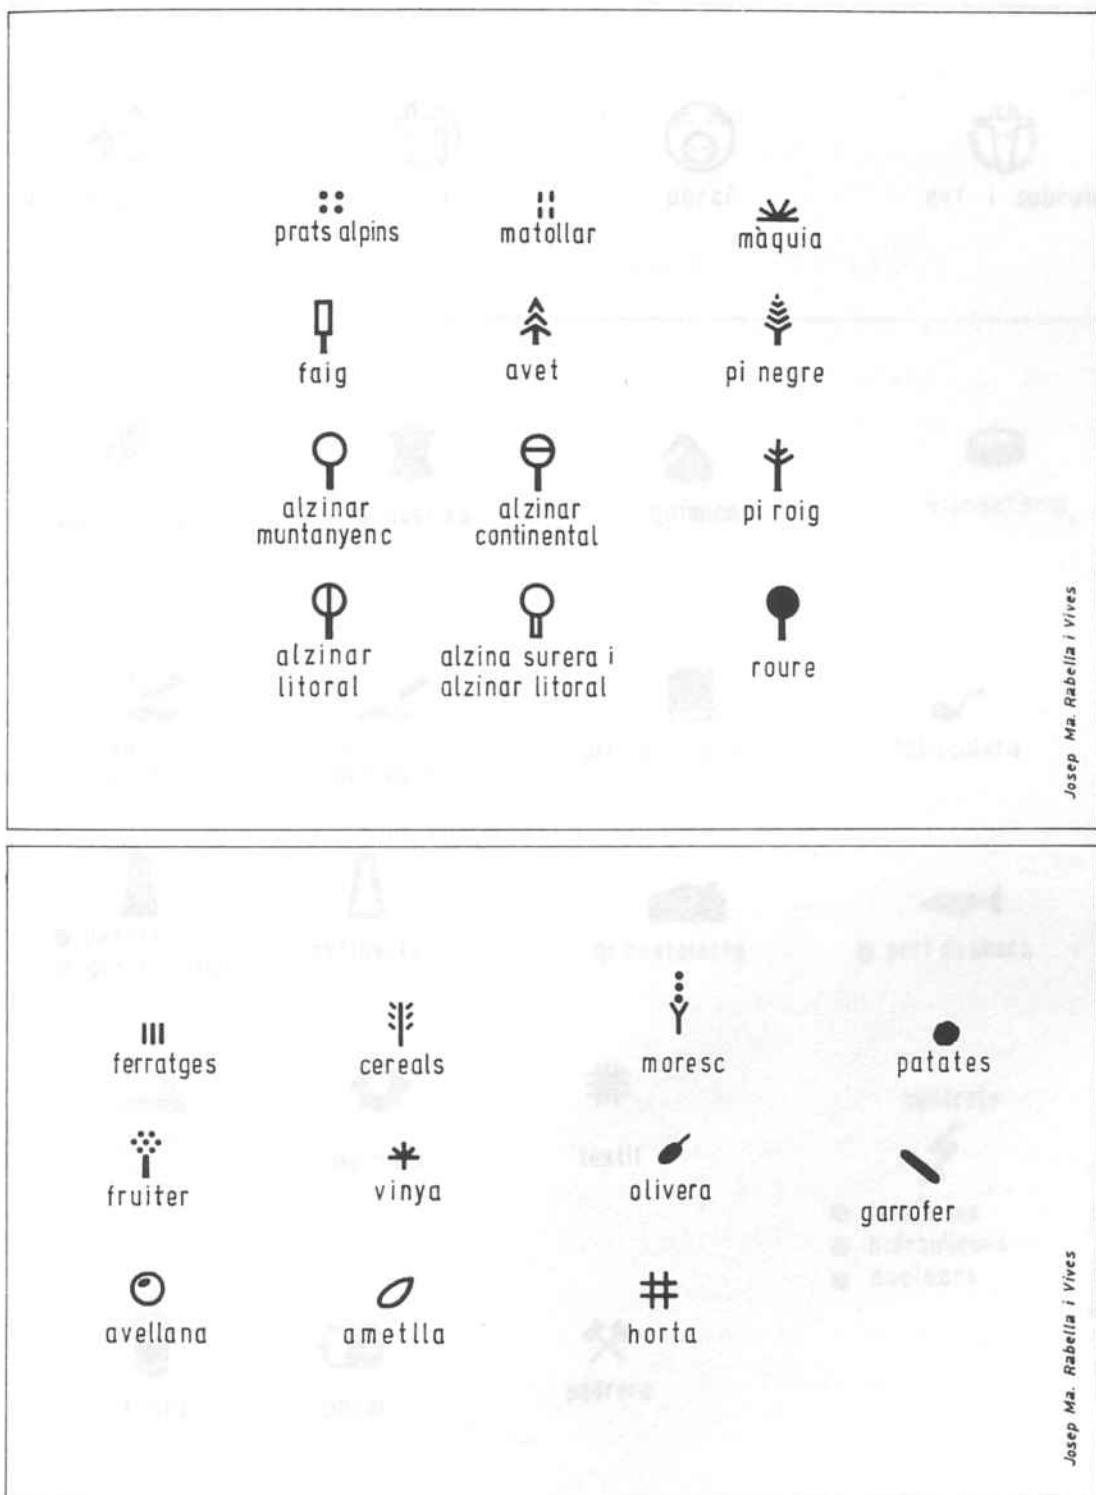 prats alpins
matollar
màquia
faig
avet
pi negre
alzinar
muntanyenc
alzinar
continental
pi roig
alzinar
litoral
alzina surera i
alzinar litoral
roure
Josep Ma. Rabella i Vives
ferratges
cereals
moresc
patates
fruiter
vinya
olivera
garrofer
avellana
ametlla
horta
Josep Ma. Rabella i Vives